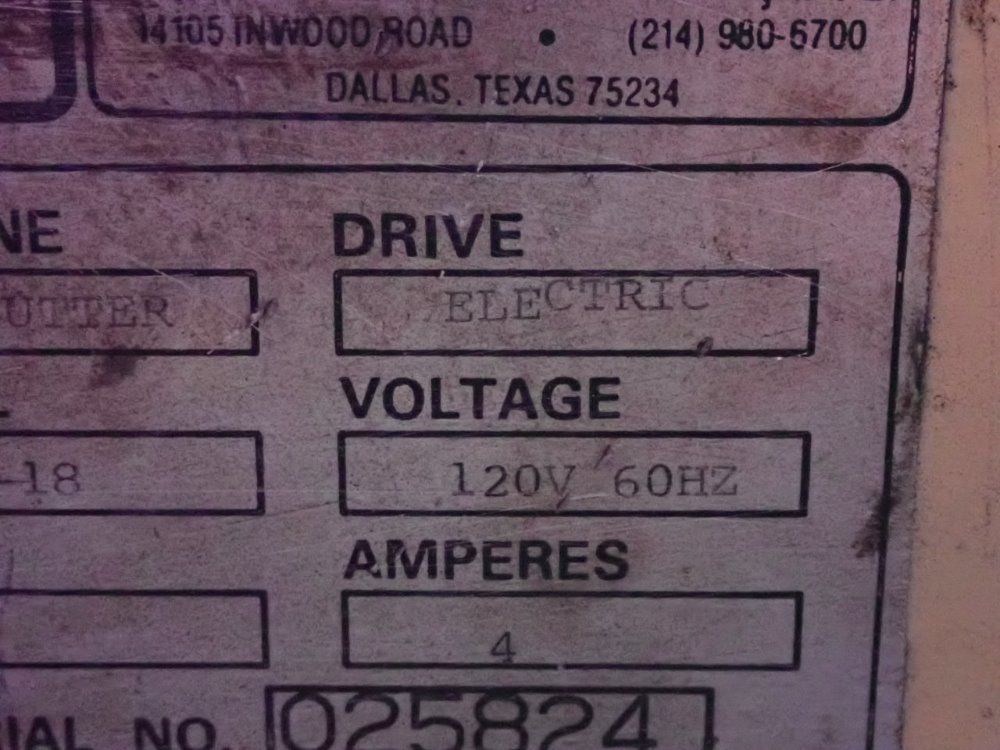 14105 INWOOD ROAD • (214) 980-6700
DALLAS, TEXAS 75234
NE DRIVE
UTTER ELECTRIC
VOLTAGE
-18 120V 60HZ
AMPERES
4
RIAL NO. 025824